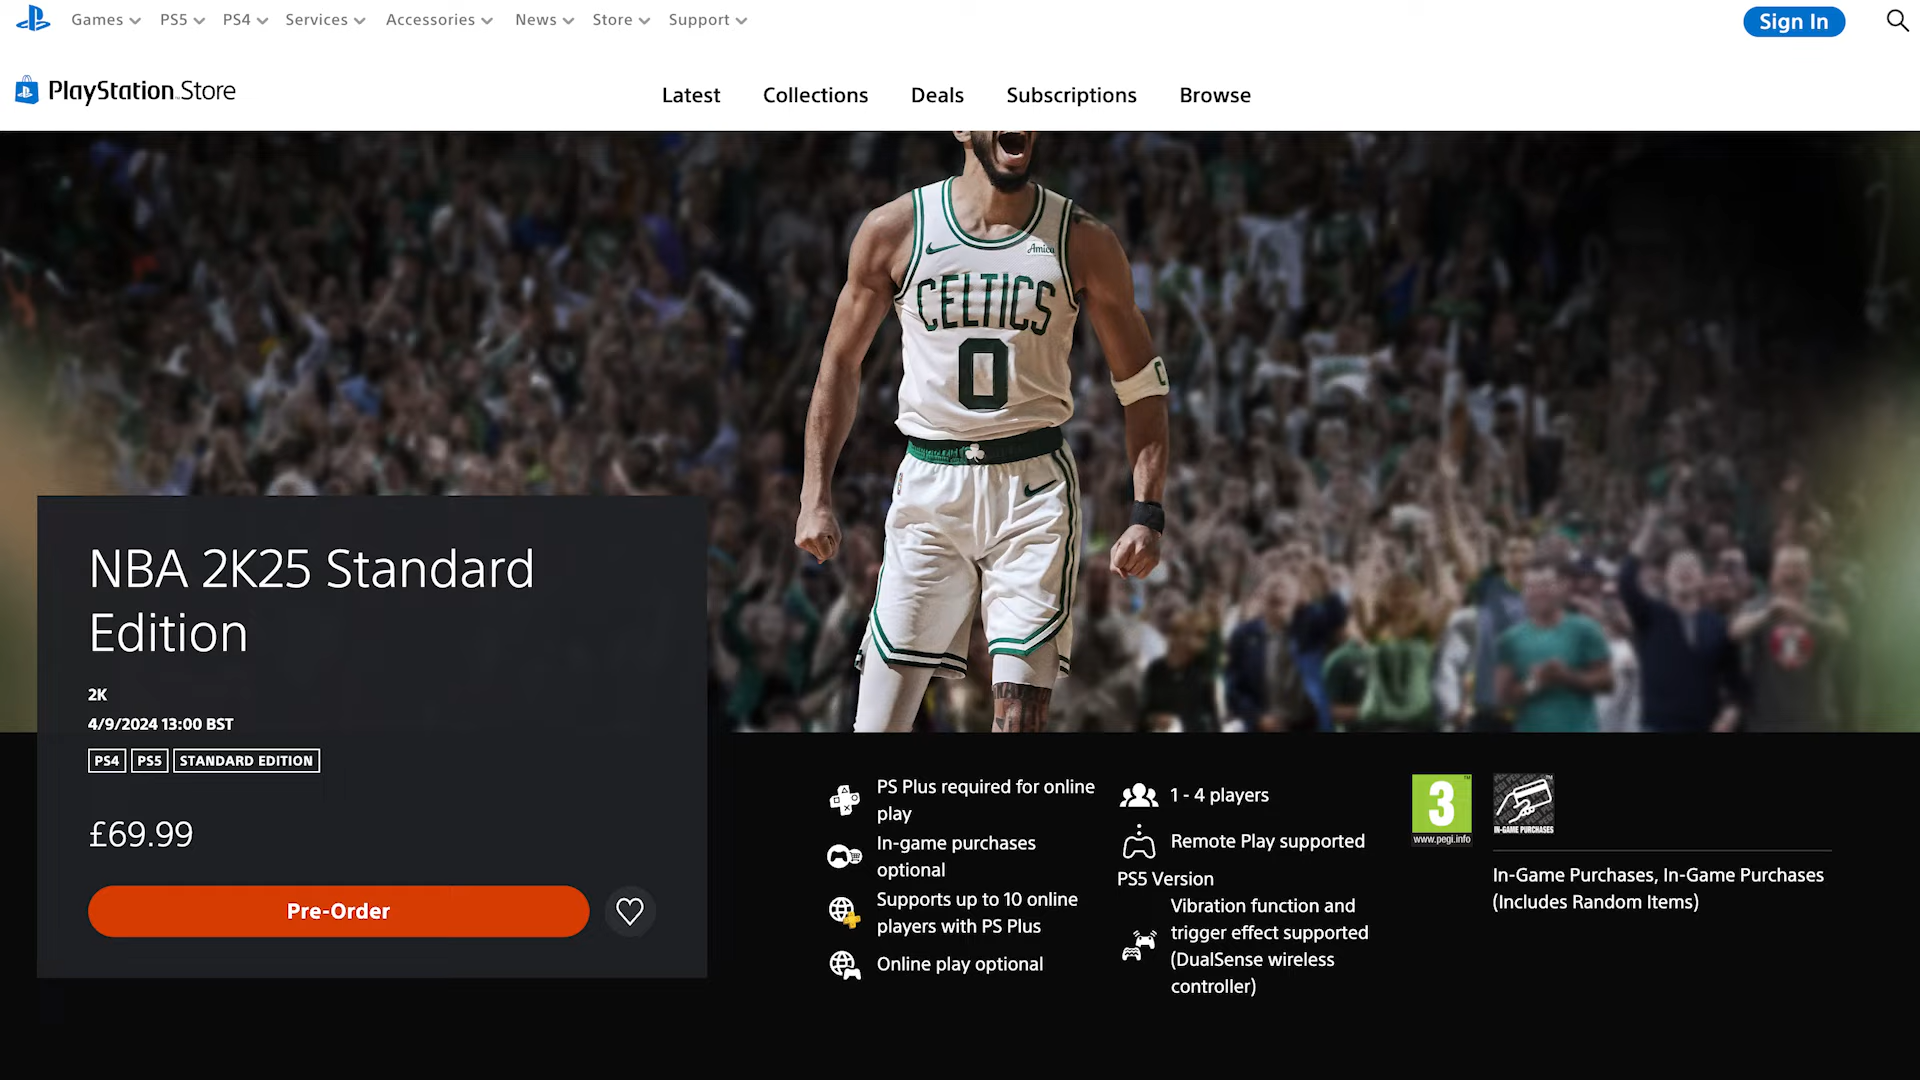 Games
PS5
PS4
Services
Accessories
News
Store
Support
Sign In
PlayStation Store
Latest
Collections
Deals
Subscriptions
Browse
Amica
CELTICS
0
C
NBA 2K25 Standard
Edition
2K
4/9/2024 13:00 BST
PS4
PS5
STANDARD EDITION
£69.99
Pre-Order
PS Plus required for online
play
In-game purchases
optional
Supports up to 10 online
players with PS Plus
Online play optional
1 - 4 players
Remote Play supported
PS5 Version
Vibration function and
trigger effect supported
(DualSense wireless
controller)
3
www.pegi.info
IN-GAME PURCHASES
In-Game Purchases, In-Game Purchases
(Includes Random Items)